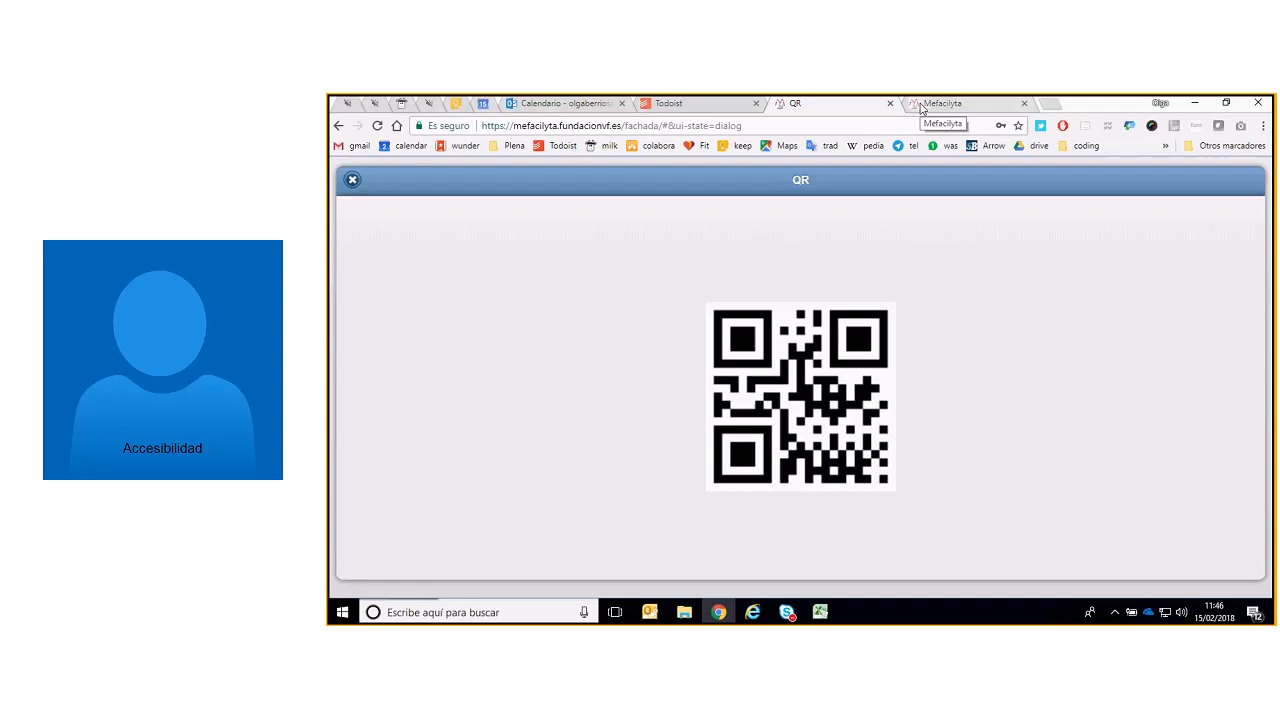 Calendario - olgaberrios
Todoist
QR
Mefacilyta
Olga
Es seguro
https://mefacilyta.fundacionvf.es/fachada/#&ui-state=dialog
Mefacilyta
gmail
calendar
wunder
Plena
Todoist
milk
colabora
Fit
keep
Maps
trad
pedia
tel
was
Arrow
drive
coding
»
Otros marcadores
QR
Accesibilidad
Escribe aquí para buscar
11:46
15/02/2018
12